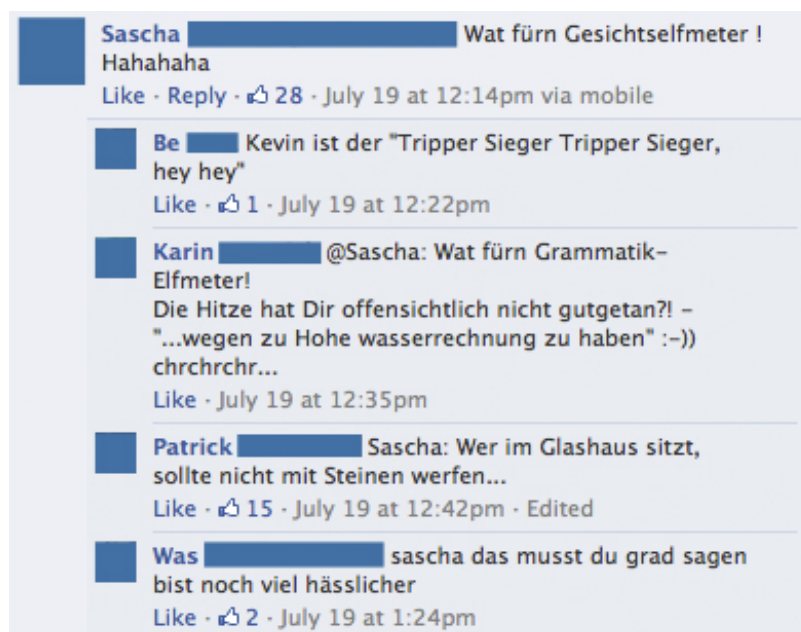 Sascha Wat fürn Gesichtselfmeter !
Hahahaha
Like · Reply · 28 · July 19 at 12:14pm via mobile
Be Kevin ist der "Tripper Sieger Tripper Sieger,
hey hey"
Like · 1 · July 19 at 12:22pm
Karin @Sascha: Wat fürn Grammatik-
Elfmeter!
Die Hitze hat Dir offensichtlich nicht gutgetan?! -
"...wegen zu Hohe wasserrechnung zu haben" :-))
chrchrchr...
Like · July 19 at 12:35pm
Patrick Sascha: Wer im Glashaus sitzt,
sollte nicht mit Steinen werfen...
Like · 15 · July 19 at 12:42pm · Edited
Was sascha das musst du grad sagen
bist noch viel hässlicher
Like · 2 · July 19 at 1:24pm